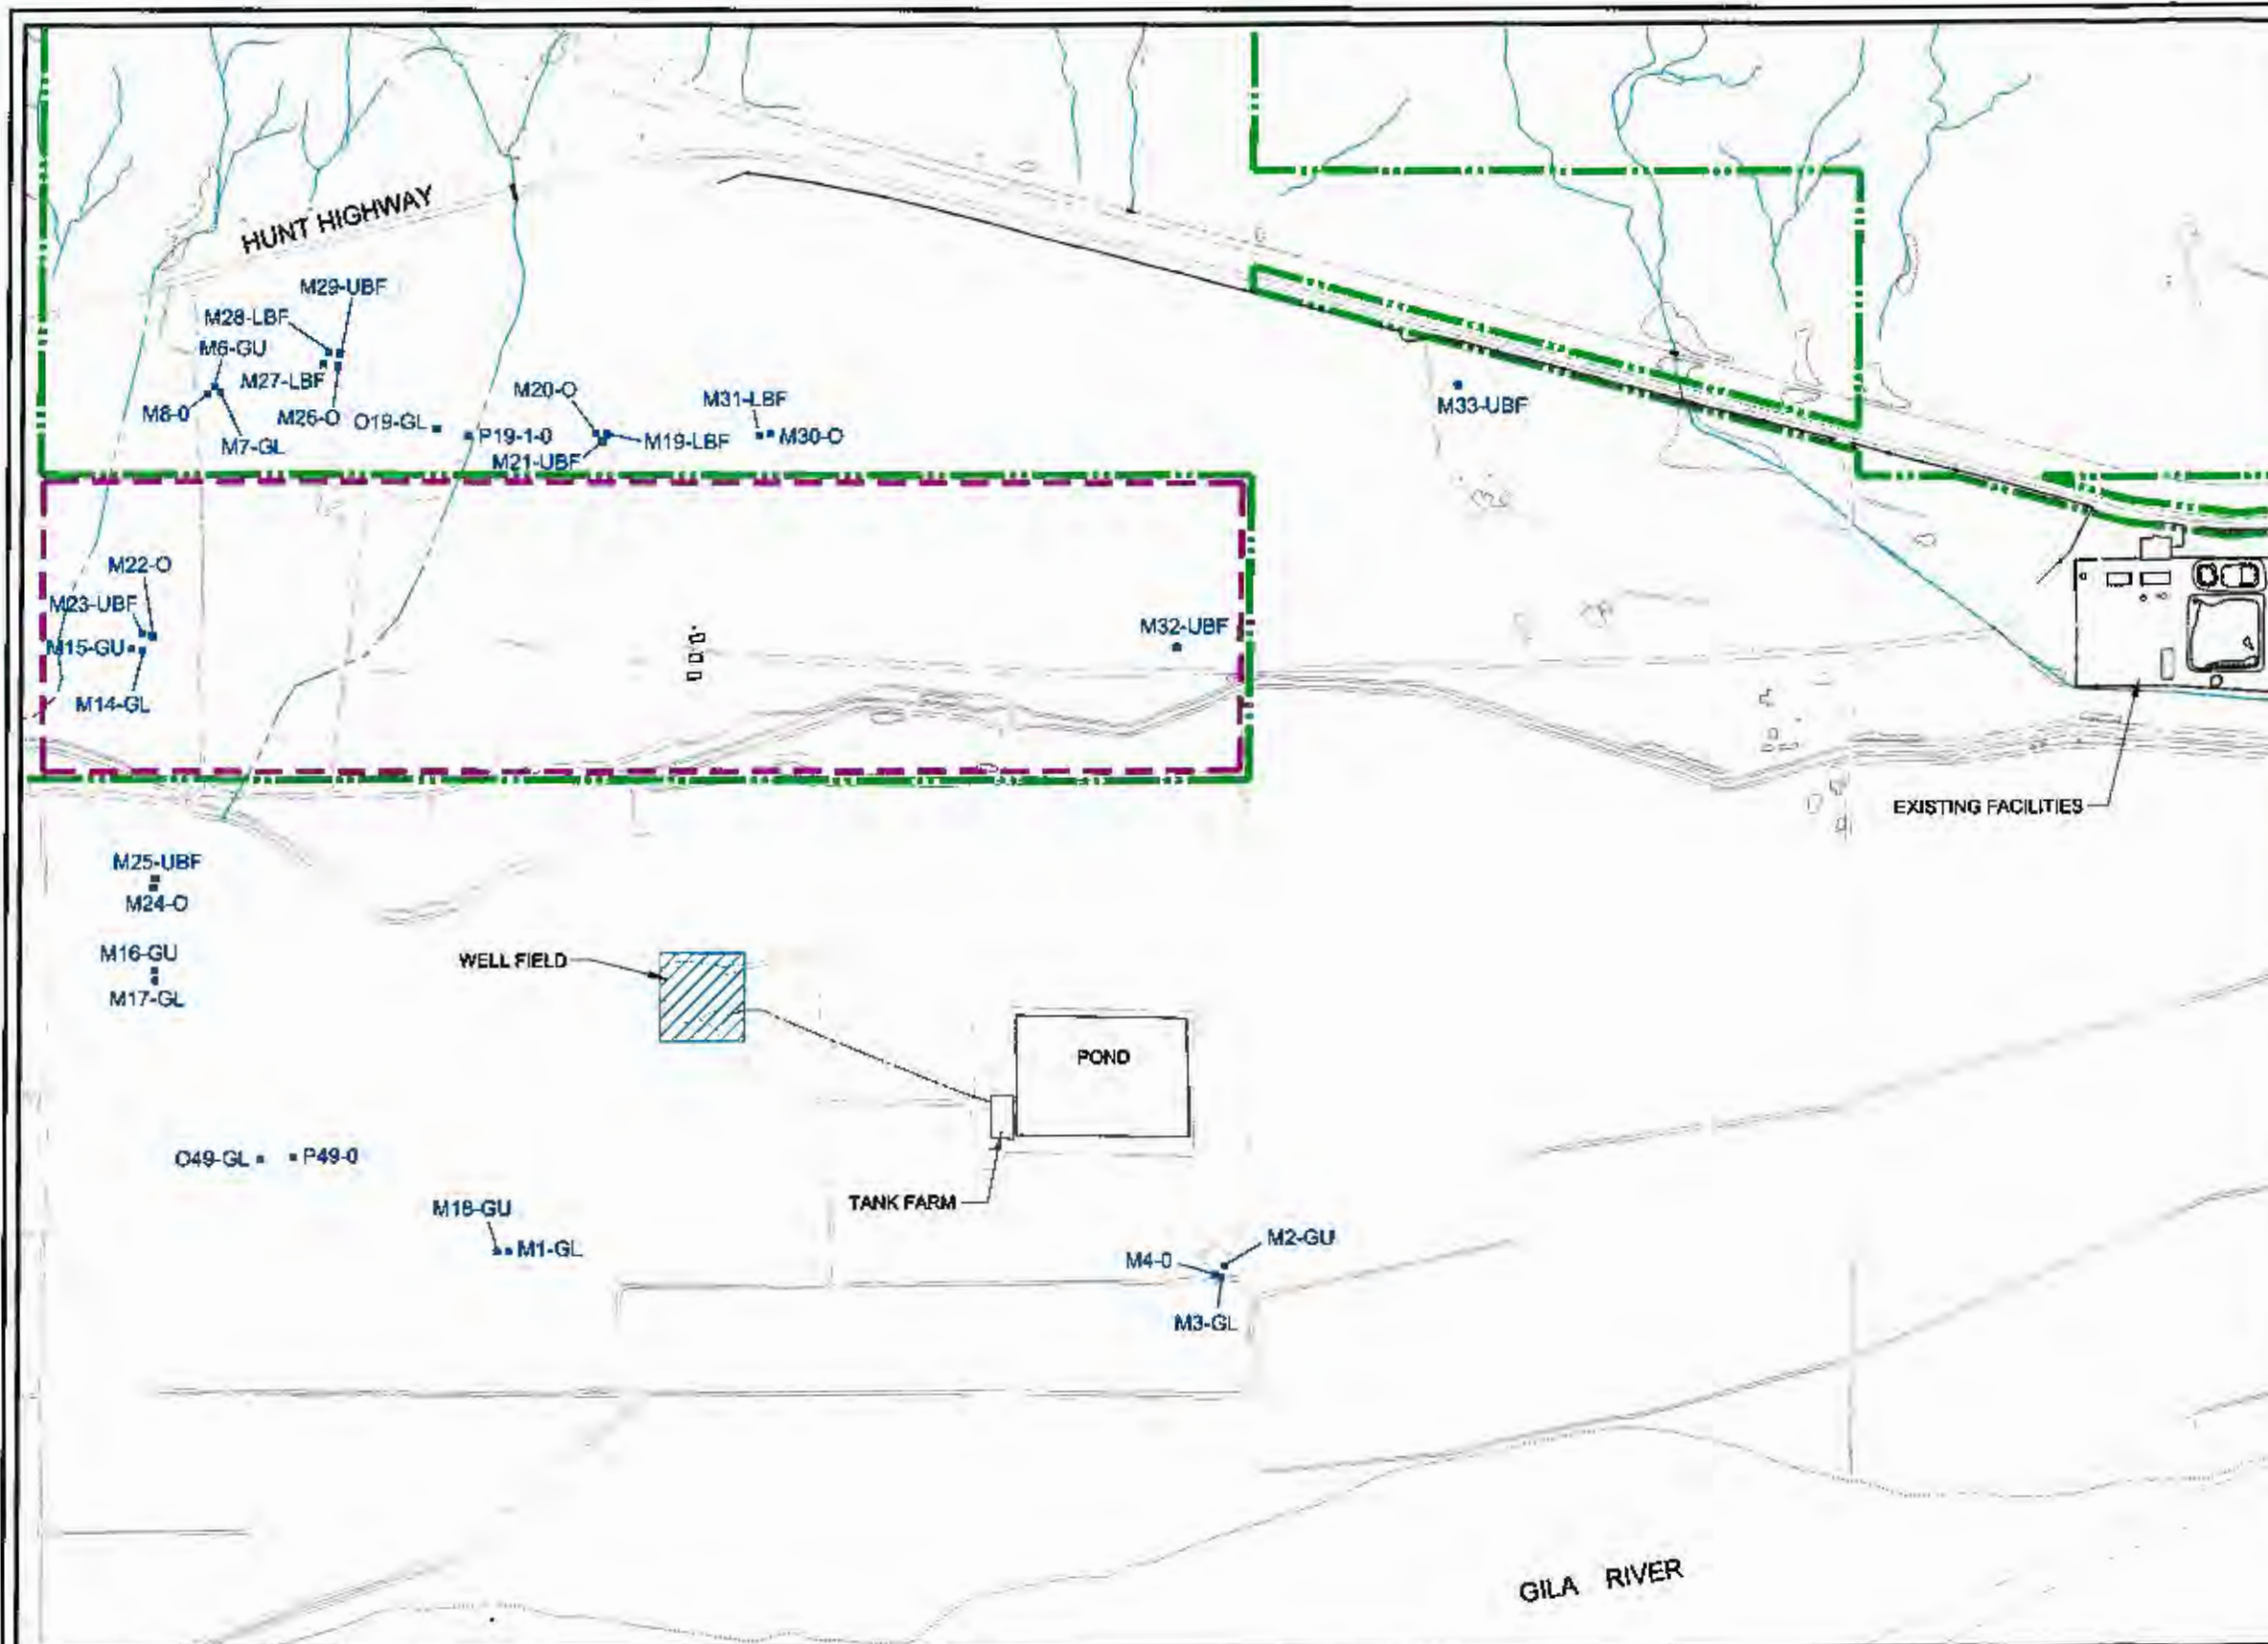 HUNT HIGHWAY
M29-UBF
M28-LBF
M6-GU
M27-LBF
M8-0
M26-O
O19-GL
M7-GL
P19-1-0
M20-O
M21-UBF
M19-LBF
M31-LBF
M30-O
M33-UBF
M22-O
M23-UBF
M15-GU
M14-GL
M32-UBF
EXISTING FACILITIES
M25-UBF
M24-O
M16-GU
M17-GL
WELL FIELD
POND
O49-GL
P49-0
TANK FARM
M18-GU
M1-GL
M2-GU
M4-0
M3-GL
GILA RIVER